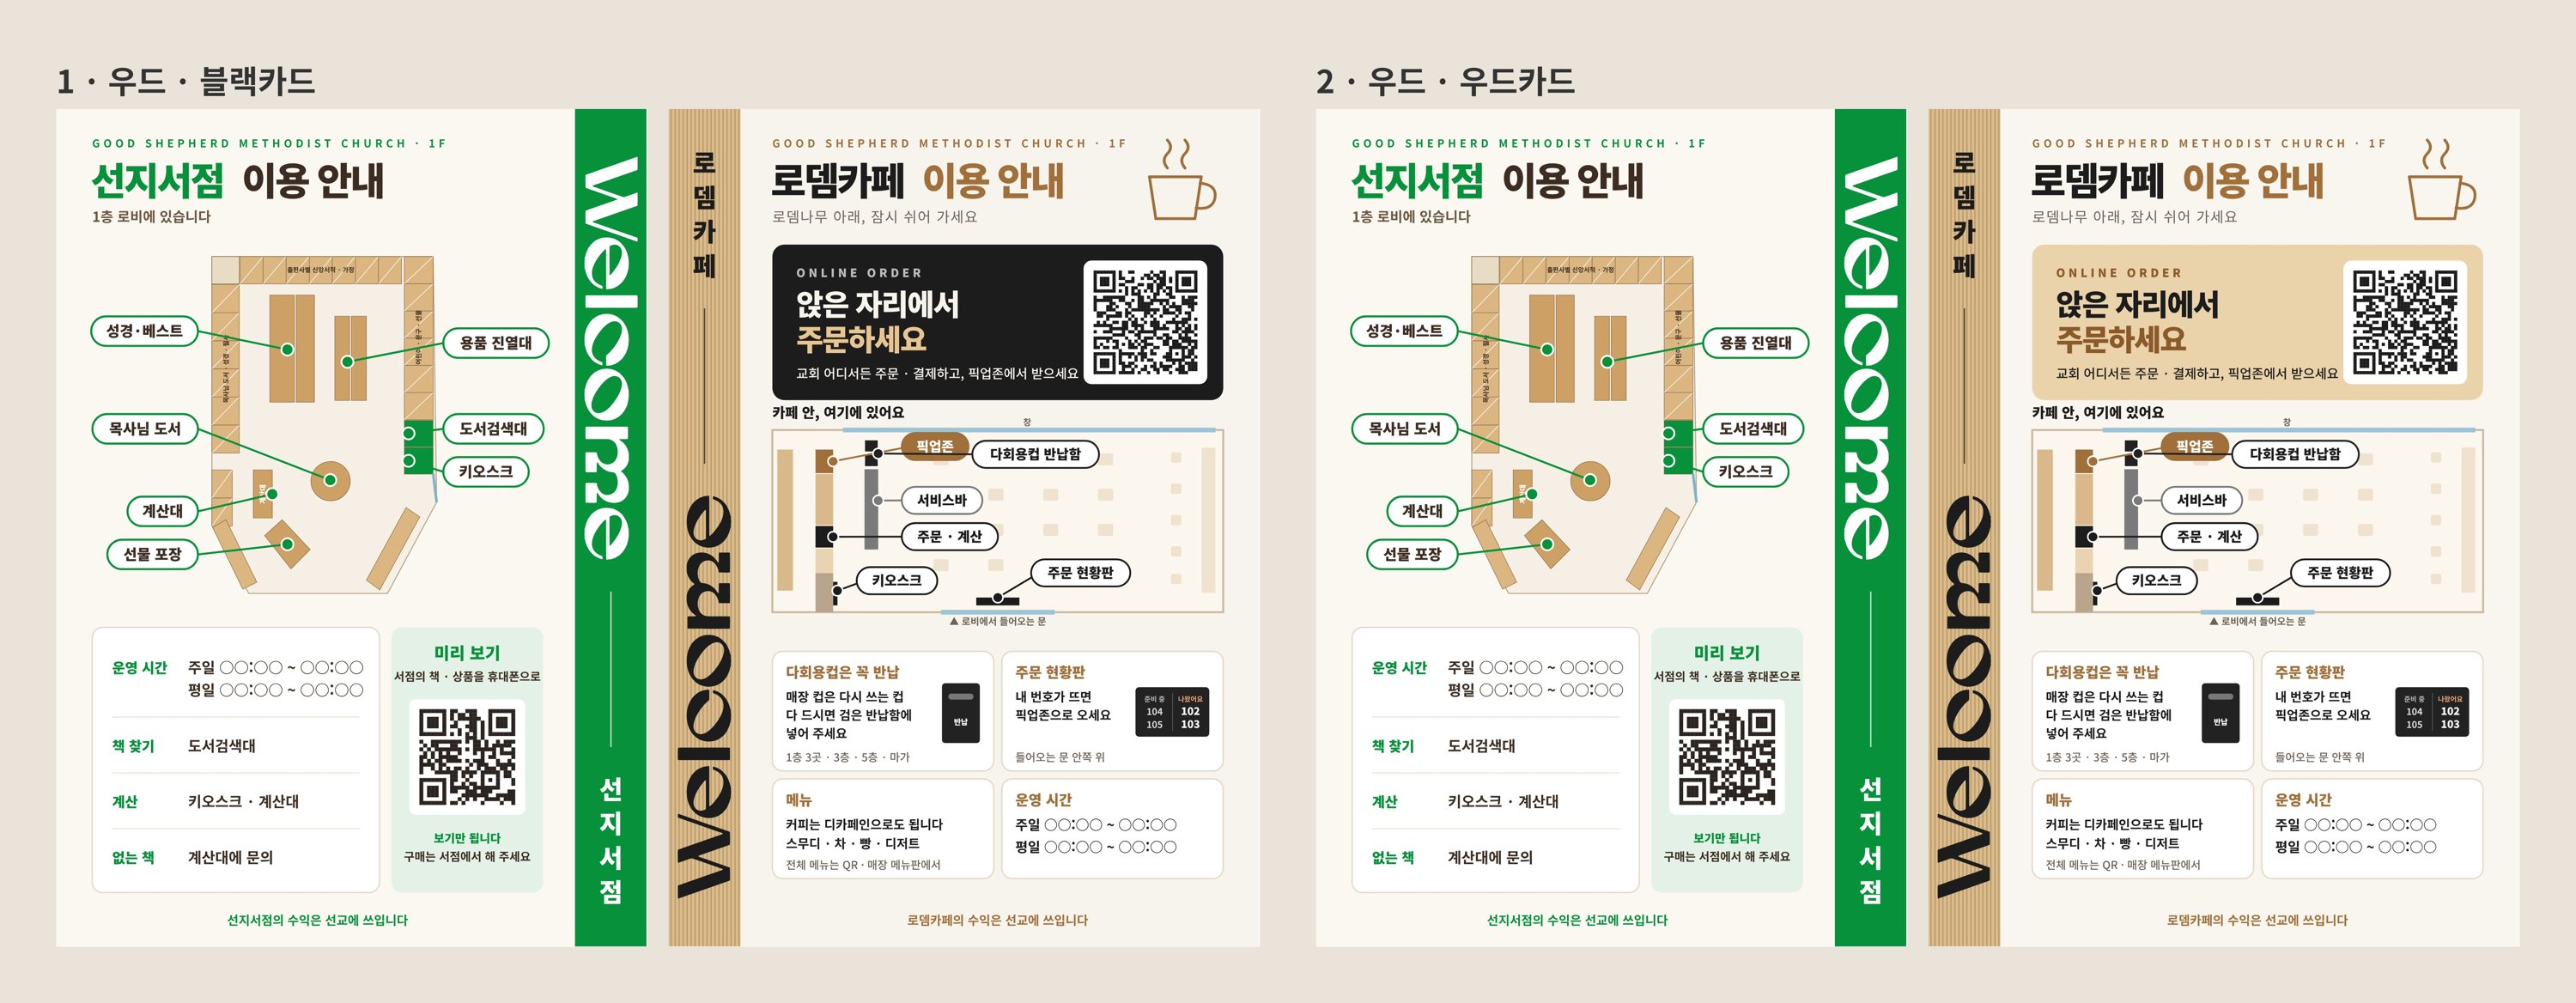 1 · 우드 · 블랙카드
GOOD SHEPHERD METHODIST CHURCH · 1F
선지서점 이용 안내
1층 로비에 있습니다
출판사별 신앙서적 · 가정
성경·베스트
용품 진열대
목사님 도서
도서검색대
키오스크
계산대
선물 포장
운영 시간 주일 ○○:○○ ~ ○○:○○
평일 ○○:○○ ~ ○○:○○
책 찾기 도서검색대
계산 키오스크 · 계산대
없는 책 계산대에 문의
미리 보기
서점의 책 · 상품을 휴대폰으로
보기만 됩니다
구매는 서점에서 해 주세요
선지서점의 수익은 선교에 쓰입니다
Welcome
선지서점
로뎀카페
Welcome
GOOD SHEPHERD METHODIST CHURCH · 1F
로뎀카페 이용 안내
로뎀나무 아래, 잠시 쉬어 가세요
ONLINE ORDER
앉은 자리에서
주문하세요
교회 어디서든 주문 · 결제하고, 픽업존에서 받으세요
카페 안, 여기에 있어요
창
픽업존
다회용컵 반납함
서비스바
주문 · 계산
키오스크
주문 현황판
▲ 로비에서 들어오는 문
다회용컵은 꼭 반납
매장 컵은 다시 쓰는 컵
다 드시면 검은 반납함에
넣어 주세요
1층 3곳 · 3층 · 5층 · 마가
반납
주문 현황판
내 번호가 뜨면
픽업존으로 오세요
들어오는 문 안쪽 위
준비 중 나왔어요
104 102
105 103
메뉴
커피는 디카페인으로도 됩니다
스무디 · 차 · 빵 · 디저트
전체 메뉴는 QR · 매장 메뉴판에서
운영 시간
주일 ○○:○○ ~ ○○:○○
평일 ○○:○○ ~ ○○:○○
로뎀카페의 수익은 선교에 쓰입니다
2 · 우드 · 우드카드
GOOD SHEPHERD METHODIST CHURCH · 1F
선지서점 이용 안내
1층 로비에 있습니다
출판사별 신앙서적 · 가정
성경·베스트
용품 진열대
목사님 도서
도서검색대
키오스크
계산대
선물 포장
운영 시간 주일 ○○:○○ ~ ○○:○○
평일 ○○:○○ ~ ○○:○○
책 찾기 도서검색대
계산 키오스크 · 계산대
없는 책 계산대에 문의
미리 보기
서점의 책 · 상품을 휴대폰으로
보기만 됩니다
구매는 서점에서 해 주세요
선지서점의 수익은 선교에 쓰입니다
Welcome
선지서점
로뎀카페
Welcome
GOOD SHEPHERD METHODIST CHURCH · 1F
로뎀카페 이용 안내
로뎀나무 아래, 잠시 쉬어 가세요
ONLINE ORDER
앉은 자리에서
주문하세요
교회 어디서든 주문 · 결제하고, 픽업존에서 받으세요
카페 안, 여기에 있어요
창
픽업존
다회용컵 반납함
서비스바
주문 · 계산
키오스크
주문 현황판
▲ 로비에서 들어오는 문
다회용컵은 꼭 반납
매장 컵은 다시 쓰는 컵
다 드시면 검은 반납함에
넣어 주세요
1층 3곳 · 3층 · 5층 · 마가
반납
주문 현황판
내 번호가 뜨면
픽업존으로 오세요
들어오는 문 안쪽 위
준비 중 나왔어요
104 102
105 103
메뉴
커피는 디카페인으로도 됩니다
스무디 · 차 · 빵 · 디저트
전체 메뉴는 QR · 매장 메뉴판에서
운영 시간
주일 ○○:○○ ~ ○○:○○
평일 ○○:○○ ~ ○○:○○
로뎀카페의 수익은 선교에 쓰입니다